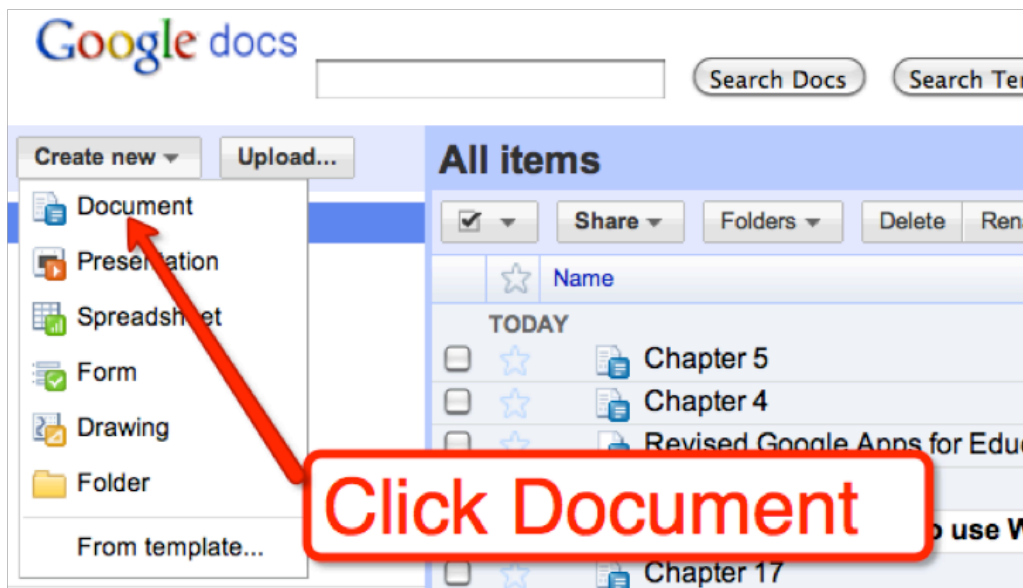 Google docs
Search Docs
Search Te
Create new
Upload...
All items
Document
Share
Folders
Delete
Ren
Presentation
Name
Spreadsheet
TODAY
Chapter 5
Form
Chapter 4
Drawing
Revised Google Apps for Edu
Folder
Click Document
o use W
From template...
Chapter 17